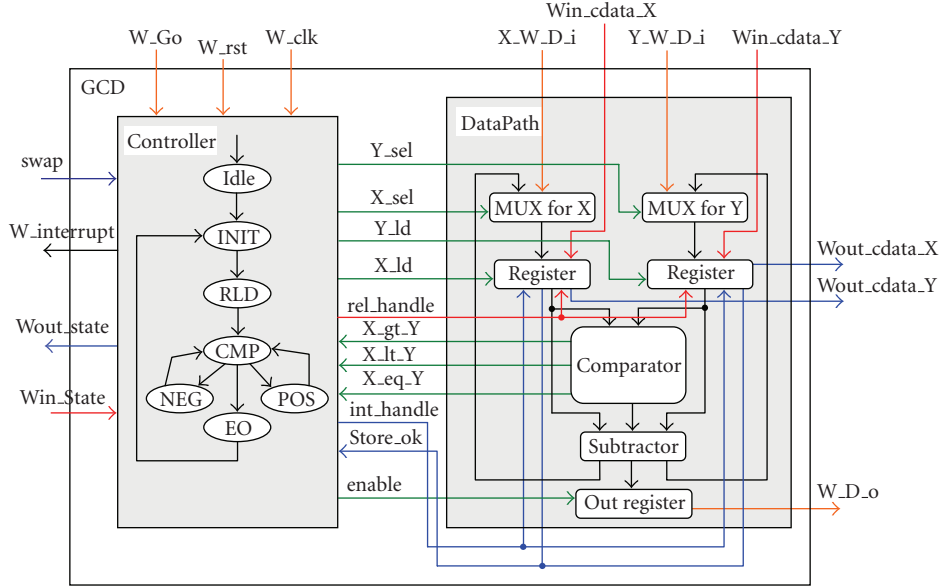 Win_cdata_X
W_Go
W_rst
W_clk
X_W_D_i
Y_W_D_i
Win_cdata_Y
GCD
Controller
DataPath
swap
Idle
Y_sel
X_sel
MUX for X
MUX for Y
W_interrupt
INIT
Y_ld
Wout_cdata_X
X_ld
Register
Register
Wout_cdata_Y
RLD
rel_handle
Wout_state
X_gt_Y
CMP
X_lt_Y
Comparator
X_eq_Y
Win_State
NEG
POS
int_handle
EO
Store_ok
Subtractor
enable
Out register
W_D_o